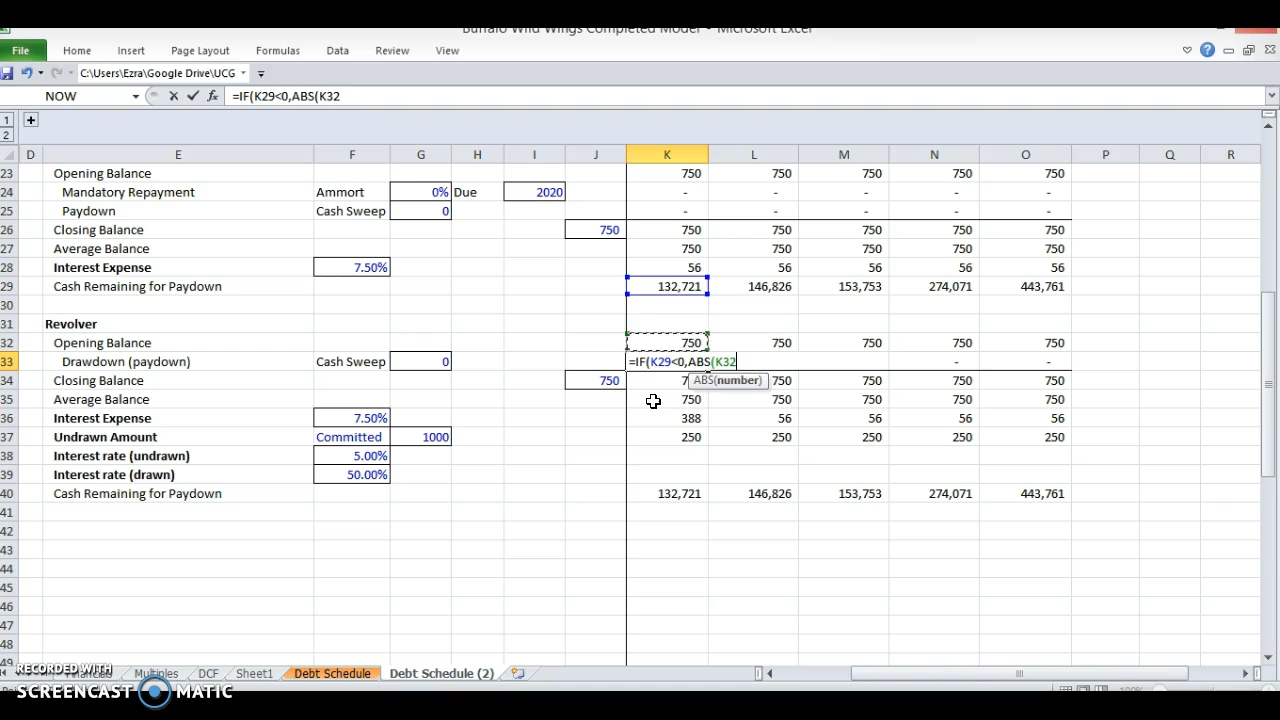 Buffalo Wild Wings Completed Model - Microsoft Excel
File Home Insert Page Layout Formulas Data Review View
C:\Users\Ezra\Google Drive\UCG
NOW =IF(K29<0,ABS(K32
1
2
D E F G H I J K L M N O P Q R
23 Opening Balance 750 750 750 750 750
24 Mandatory Repayment Ammort 0% Due 2020 - - - - -
25 Paydown Cash Sweep 0 - - - - -
26 Closing Balance 750 750 750 750 750 750
27 Average Balance 750 750 750 750 750
28 Interest Expense 7.50% 56 56 56 56 56
29 Cash Remaining for Paydown 132,721 146,826 153,753 274,071 443,761
30
31 Revolver
32 Opening Balance 750 750 750 750 750
33 Drawdown (paydown) Cash Sweep 0 =IF(K29<0,ABS(K32 - -
34 Closing Balance 750 750 750 750 750
ABS(number)
35 Average Balance 750 750 750 750 750
36 Interest Expense 7.50% 388 56 56 56 56
37 Undrawn Amount Committed 1000 250 250 250 250 250
38 Interest rate (undrawn) 5.00%
39 Interest rate (drawn) 50.00%
40 Cash Remaining for Paydown 132,721 146,826 153,753 274,071 443,761
41
42
43
44
45
46
47
48
49
Financials Multiples DCF Sheet1 Debt Schedule Debt Schedule (2)
RECORDED WITH
SCREENCAST MATIC
100%